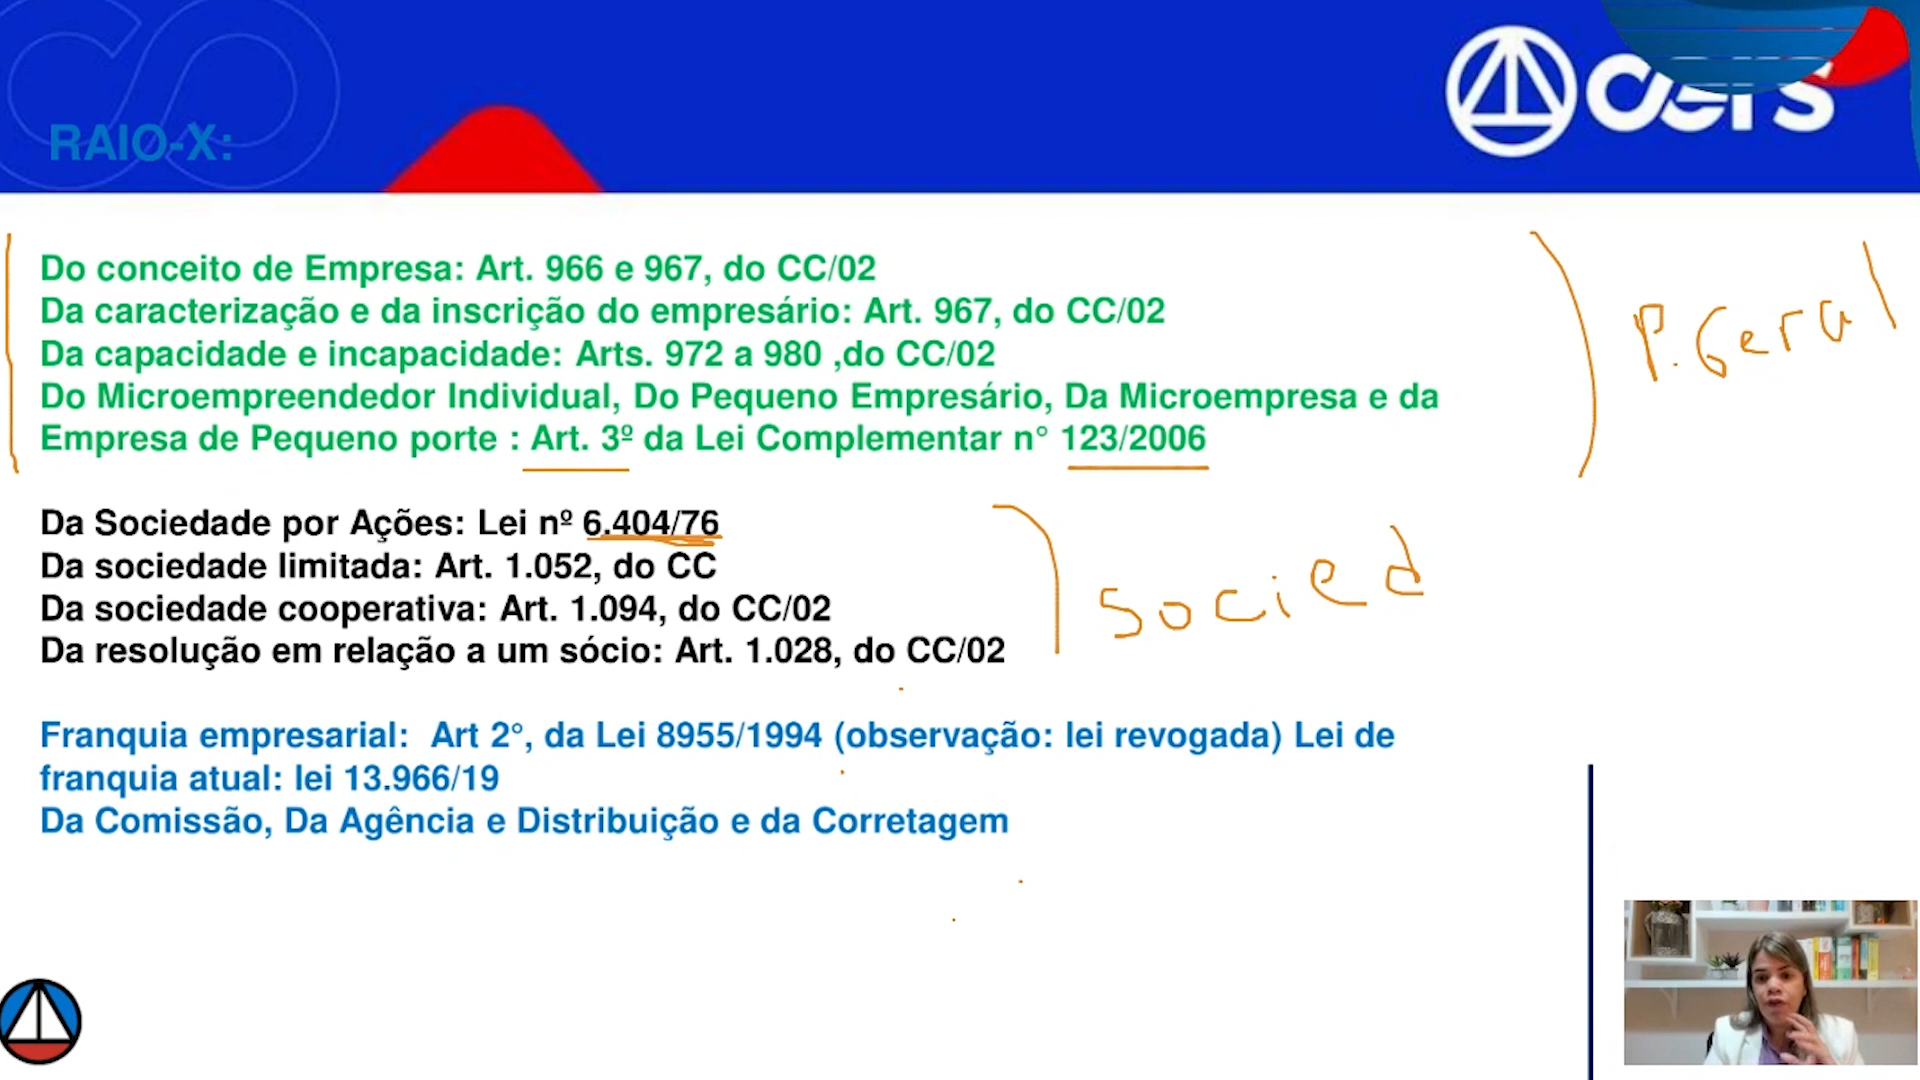 CERS
RAIO-X:
Do conceito de Empresa: Art. 966 e 967, do CC/02
Da caracterização e da inscrição do empresário: Art. 967, do CC/02
Da capacidade e incapacidade: Arts. 972 a 980 ,do CC/02
Do Microempreendedor Individual, Do Pequeno Empresário, Da Microempresa e da
Empresa de Pequeno porte : Art. 3º da Lei Complementar n° 123/2006
P. Geral
Da Sociedade por Ações: Lei nº 6.404/76
Da sociedade limitada: Art. 1.052, do CC
Da sociedade cooperativa: Art. 1.094, do CC/02
Da resolução em relação a um sócio: Art. 1.028, do CC/02
Socied
Franquia empresarial: Art 2°, da Lei 8955/1994 (observação: lei revogada) Lei de
franquia atual: lei 13.966/19
Da Comissão, Da Agência e Distribuição e da Corretagem